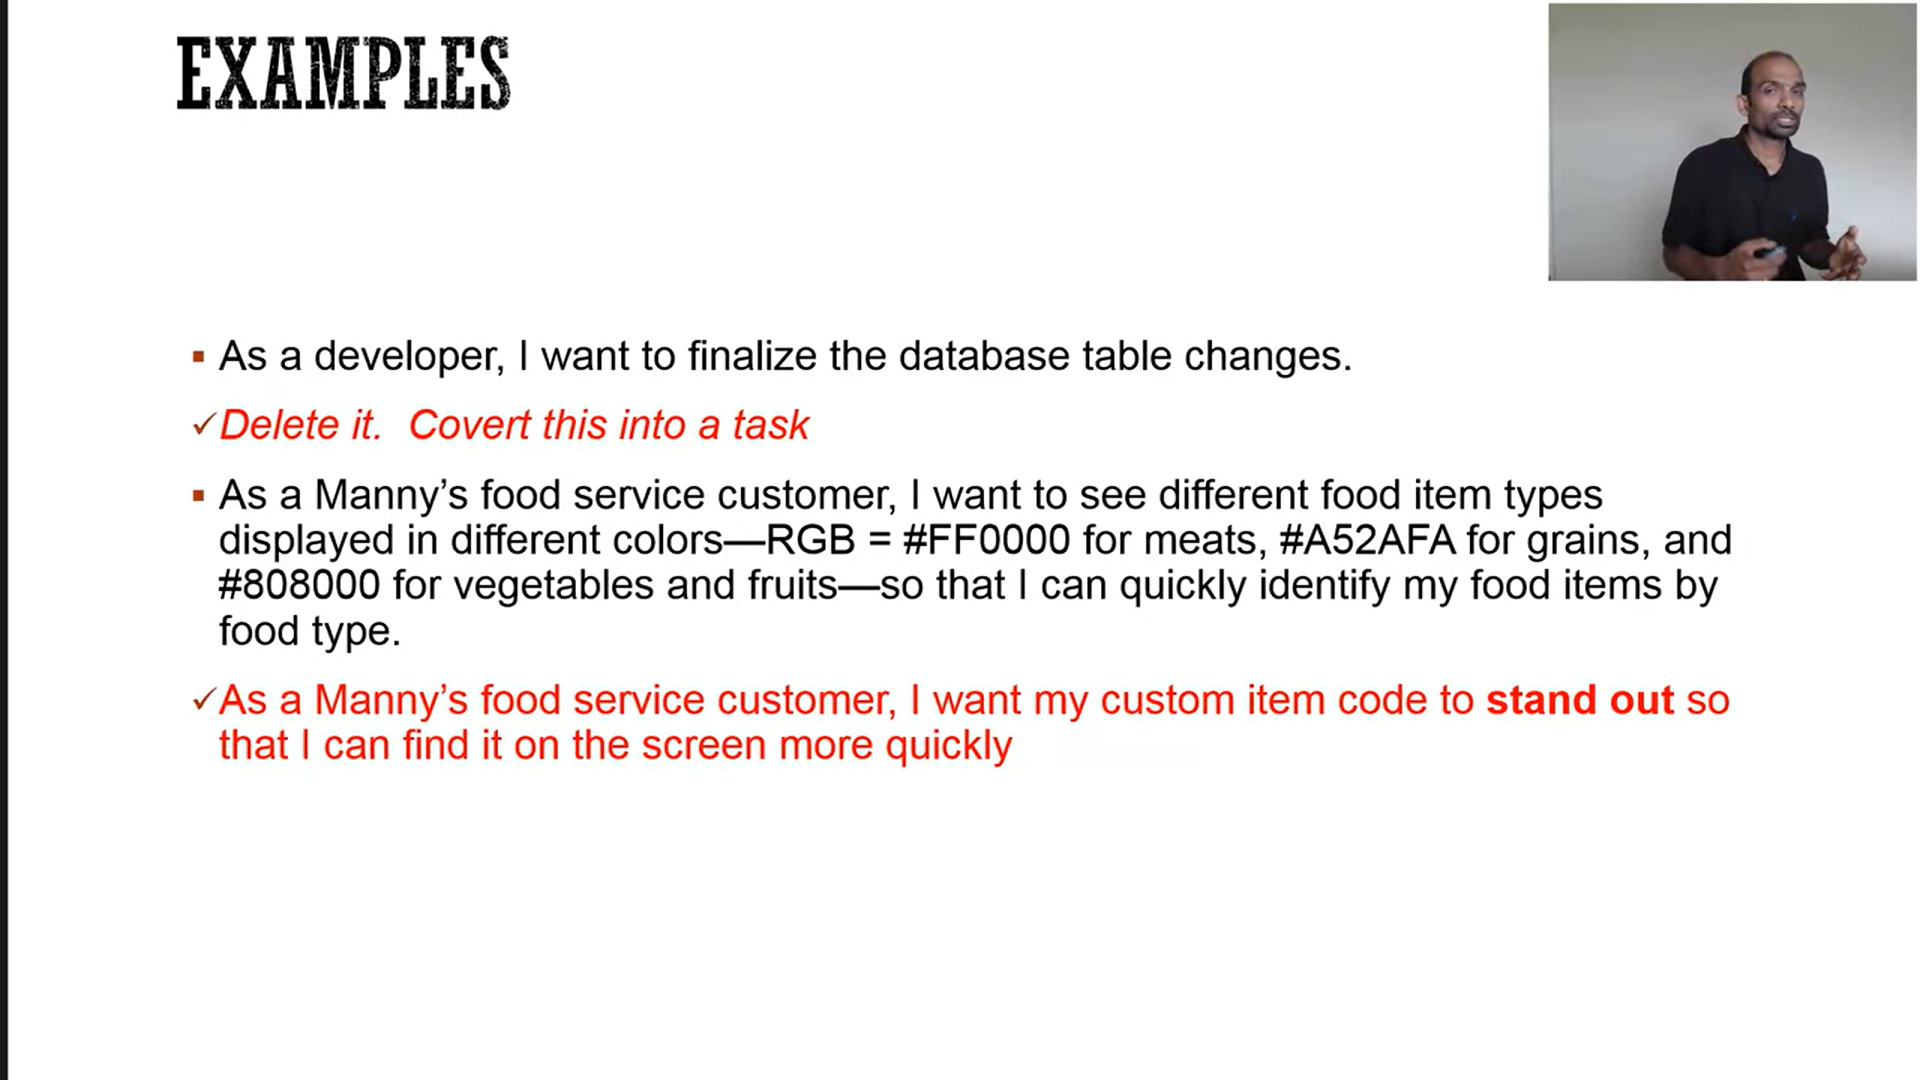 EXAMPLES
▪ As a developer, I want to finalize the database table changes.
✓ Delete it.  Covert this into a task
▪ As a Manny’s food service customer, I want to see different food item types
displayed in different colors—RGB = #FF0000 for meats, #A52AFA for grains, and
#808000 for vegetables and fruits—so that I can quickly identify my food items by
food type.
✓ As a Manny’s food service customer, I want my custom item code to stand out so
that I can find it on the screen more quickly